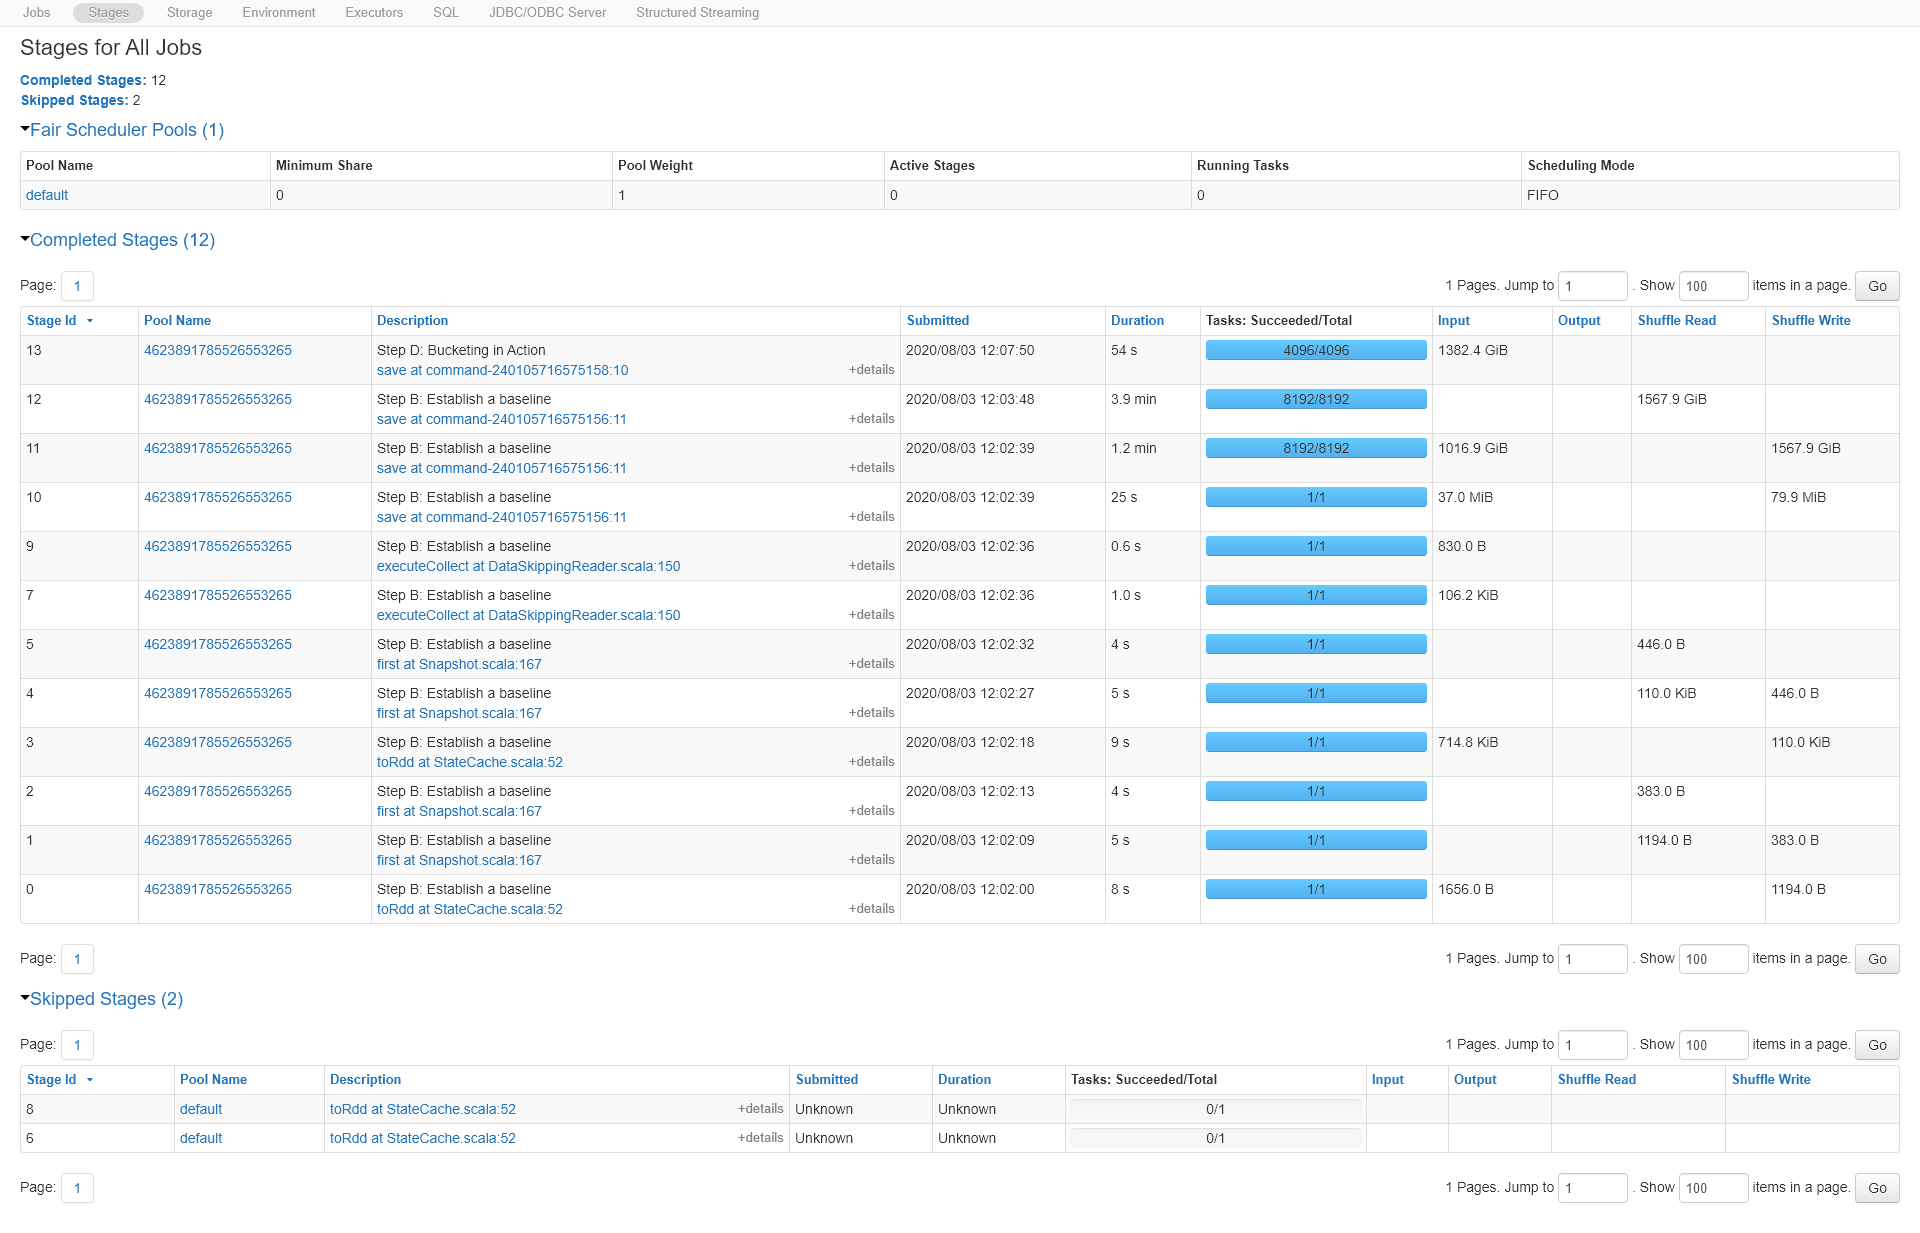 Jobs Stages Storage Environment Executors SQL JDBC/ODBC Server Structured Streaming
Stages for All Jobs
Completed Stages: 12
Skipped Stages: 2
Fair Scheduler Pools (1)
Pool Name Minimum Share Pool Weight Active Stages Running Tasks Scheduling Mode
default 0 1 0 0 FIFO
Completed Stages (12)
Page: 1 1 Pages. Jump to 1 . Show 100 items in a page. Go
Stage Id Pool Name Description Submitted Duration Tasks: Succeeded/Total Input Output Shuffle Read Shuffle Write
13 4623891785526553265 Step D: Bucketing in Action 2020/08/03 12:07:50 54 s 4096/4096 1382.4 GiB
save at command-240105716575158:10 +details
12 4623891785526553265 Step B: Establish a baseline 2020/08/03 12:03:48 3.9 min 8192/8192 1567.9 GiB
save at command-240105716575156:11 +details
11 4623891785526553265 Step B: Establish a baseline 2020/08/03 12:02:39 1.2 min 8192/8192 1016.9 GiB 1567.9 GiB
save at command-240105716575156:11 +details
10 4623891785526553265 Step B: Establish a baseline 2020/08/03 12:02:39 25 s 1/1 37.0 MiB 79.9 MiB
save at command-240105716575156:11 +details
9 4623891785526553265 Step B: Establish a baseline 2020/08/03 12:02:36 0.6 s 1/1 830.0 B
executeCollect at DataSkippingReader.scala:150 +details
7 4623891785526553265 Step B: Establish a baseline 2020/08/03 12:02:36 1.0 s 1/1 106.2 KiB
executeCollect at DataSkippingReader.scala:150 +details
5 4623891785526553265 Step B: Establish a baseline 2020/08/03 12:02:32 4 s 1/1 446.0 B
first at Snapshot.scala:167 +details
4 4623891785526553265 Step B: Establish a baseline 2020/08/03 12:02:27 5 s 1/1 110.0 KiB 446.0 B
first at Snapshot.scala:167 +details
3 4623891785526553265 Step B: Establish a baseline 2020/08/03 12:02:18 9 s 1/1 714.8 KiB 110.0 KiB
toRdd at StateCache.scala:52 +details
2 4623891785526553265 Step B: Establish a baseline 2020/08/03 12:02:13 4 s 1/1 383.0 B
first at Snapshot.scala:167 +details
1 4623891785526553265 Step B: Establish a baseline 2020/08/03 12:02:09 5 s 1/1 1194.0 B 383.0 B
first at Snapshot.scala:167 +details
0 4623891785526553265 Step B: Establish a baseline 2020/08/03 12:02:00 8 s 1/1 1656.0 B 1194.0 B
toRdd at StateCache.scala:52 +details
Page: 1 1 Pages. Jump to 1 . Show 100 items in a page. Go
Skipped Stages (2)
Page: 1 1 Pages. Jump to 1 . Show 100 items in a page. Go
Stage Id Pool Name Description Submitted Duration Tasks: Succeeded/Total Input Output Shuffle Read Shuffle Write
8 default toRdd at StateCache.scala:52 +details Unknown Unknown 0/1
6 default toRdd at StateCache.scala:52 +details Unknown Unknown 0/1
Page: 1 1 Pages. Jump to 1 . Show 100 items in a page. Go